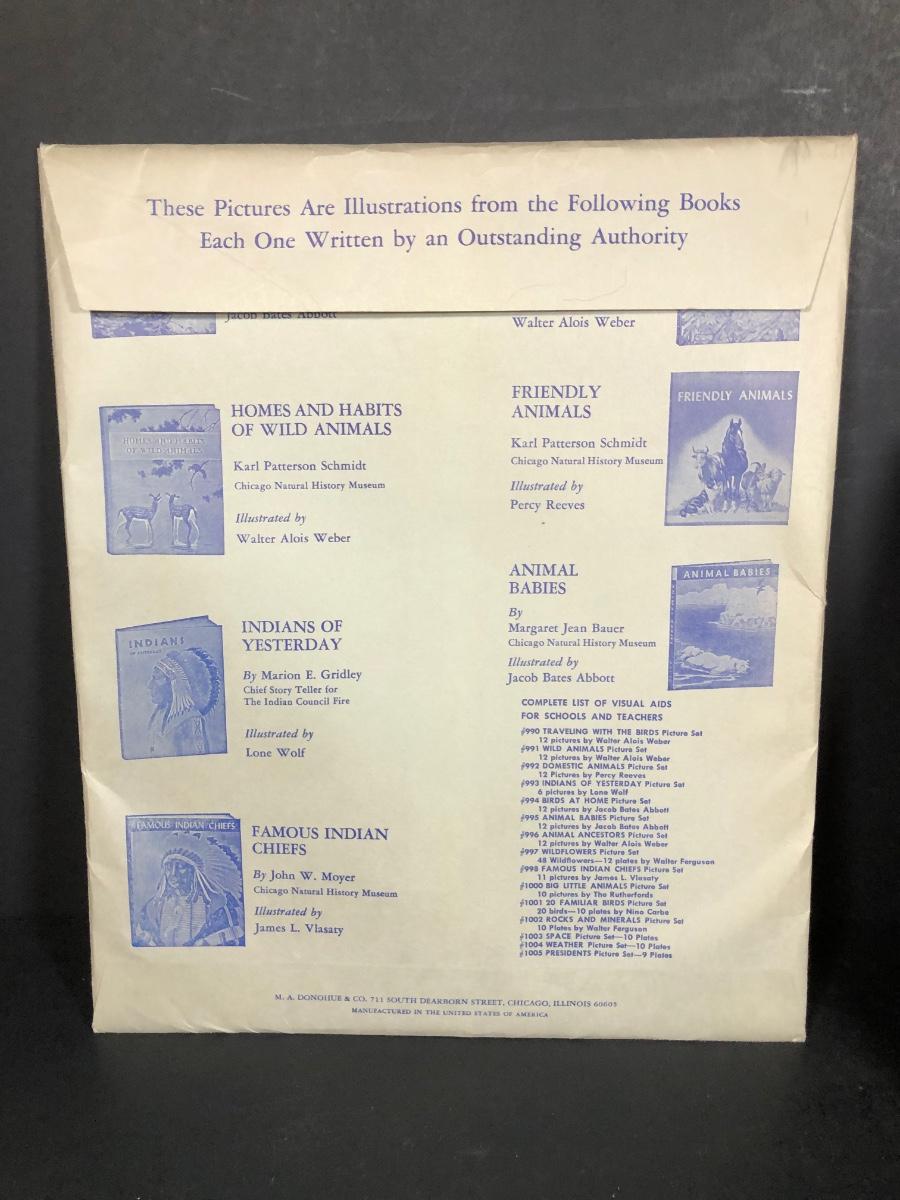 These Pictures Are Illustrations from the Following Books
Each One Written by an Outstanding Authority
Jacob Bates Abbott
Walter Alois Weber
HOMES AND HABITS
OF WILD ANIMALS
HOMES AND HABITS
OF WILD ANIMALS
Karl Patterson Schmidt
Chicago Natural History Museum
Illustrated by
Walter Alois Weber
INDIANS
OF YESTERDAY
INDIANS OF
YESTERDAY
By Marion E. Gridley
Chief Story Teller for
The Indian Council Fire
Illustrated by
Lone Wolf
FAMOUS INDIAN CHIEFS
FAMOUS INDIAN
CHIEFS
By John W. Moyer
Chicago Natural History Museum
Illustrated by
James L. Vlasaty
FRIENDLY
ANIMALS
Karl Patterson Schmidt
Chicago Natural History Museum
Illustrated by
Percy Reeves
FRIENDLY ANIMALS
ANIMAL
BABIES
By
Margaret Jean Bauer
Chicago Natural History Museum
Illustrated by
Jacob Bates Abbott
ANIMAL BABIES
COMPLETE LIST OF VISUAL AIDS
FOR SCHOOLS AND TEACHERS
#990 TRAVELING WITH THE BIRDS Picture Set
12 pictures by Walter Alois Weber
#991 WILD ANIMALS Picture Set
12 pictures by Walter Alois Weber
#992 DOMESTIC ANIMALS Picture Set
12 Pictures by Percy Reeves
#993 INDIANS OF YESTERDAY Picture Set
6 pictures by Lone Wolf
#994 BIRDS AT HOME Picture Set
12 pictures by Jacob Bates Abbott
#995 ANIMAL BABIES Picture Set
12 pictures by Jacob Bates Abbott
#996 ANIMAL ANCESTORS Picture Set
12 pictures by Walter Alois Weber
#997 WILDFLOWERS Picture Set
48 Wildflowers—12 plates by Walter Ferguson
#998 FAMOUS INDIAN CHIEFS Picture Set
11 pictures by James L. Vlasaty
#1000 BIG LITTLE ANIMALS Picture Set
10 pictures by The Rutherfords
#1001 20 FAMILIAR BIRDS Picture Set
20 birds—10 plates by Nino Carbe
#1002 ROCKS AND MINERALS Picture Set
10 Plates by Walter Ferguson
#1003 SPACE Picture Set—10 Plates
#1004 WEATHER Picture Set—10 Plates
#1005 PRESIDENTS Picture Set—9 Plates
M. A. DONOHUE & CO. 711 SOUTH DEARBORN STREET, CHICAGO, ILLINOIS 60605
MANUFACTURED IN THE UNITED STATES OF AMERICA